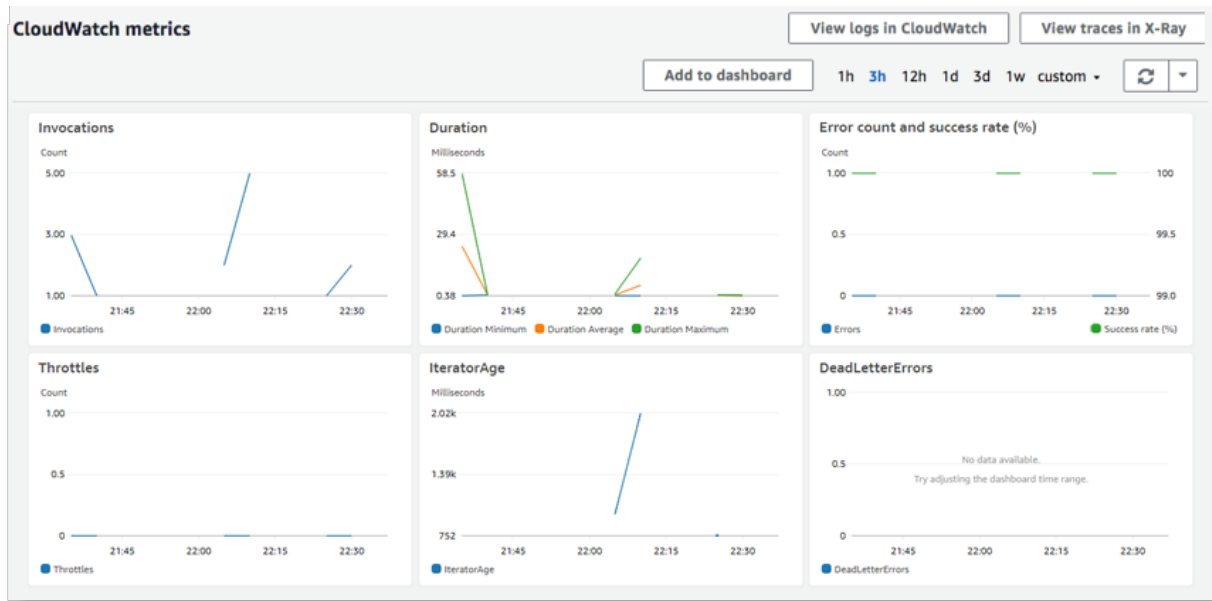 CloudWatch metrics
View logs in CloudWatch
View traces in X-Ray
Add to dashboard
1h 3h 12h 1d 3d 1w custom
Invocations
Count
5.00
3.00
1.00
21:45 22:00 22:15 22:30
Invocations
Duration
Milliseconds
58.5
29.4
0.38
21:45 22:00 22:15 22:30
Duration Minimum Duration Average Duration Maximum
Error count and success rate (%)
Count
1.00 100
0.5 99.5
0 99.0
21:45 22:00 22:15 22:30
Errors Success rate (%)
Throttles
Count
1.00
0.5
0
21:45 22:00 22:15 22:30
Throttles
IteratorAge
Milliseconds
2.02k
1.39k
752
21:45 22:00 22:15 22:30
IteratorAge
DeadLetterErrors
1.00
No data available.
0.5
Try adjusting the dashboard time range.
0
21:45 22:00 22:15 22:30
DeadLetterErrors